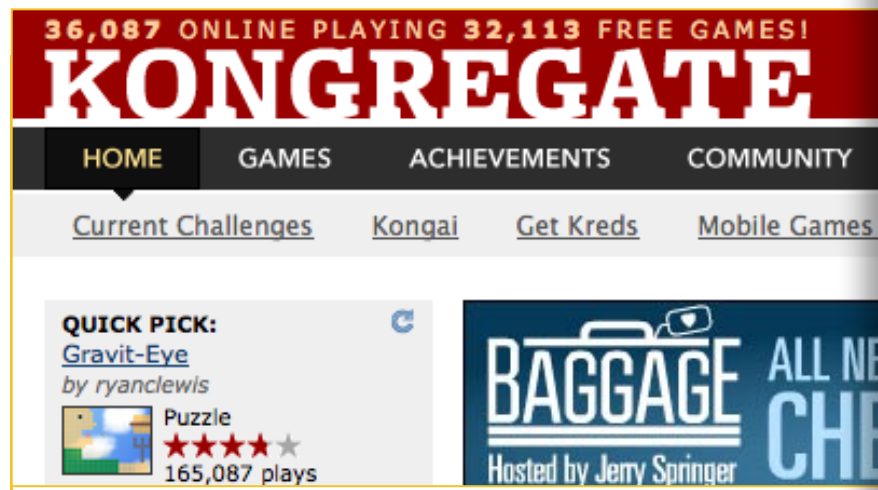 36,087 ONLINE PLAYING 32,113 FREE GAMES!
KONGREGATE
HOME GAMES ACHIEVEMENTS COMMUNITY
Current Challenges Kongai Get Kreds Mobile Games
QUICK PICK:
Gravit-Eye
by ryanclewis
Puzzle
165,087 plays
BAGGAGE
Hosted by Jerry Springer
ALL NE
CHE